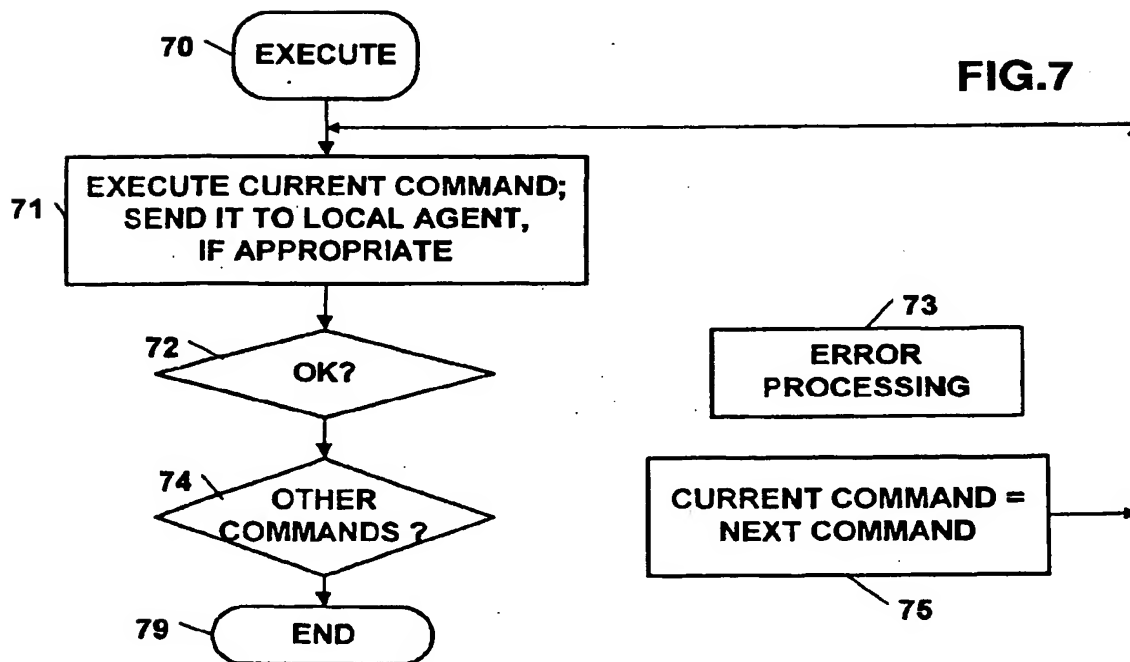 70
EXECUTE
FIG.7
71
EXECUTE CURRENT COMMAND;
SEND IT TO LOCAL AGENT,
IF APPROPRIATE
72
OK?
73
ERROR
PROCESSING
74
OTHER
COMMANDS ?
CURRENT COMMAND =
NEXT COMMAND
75
79
END